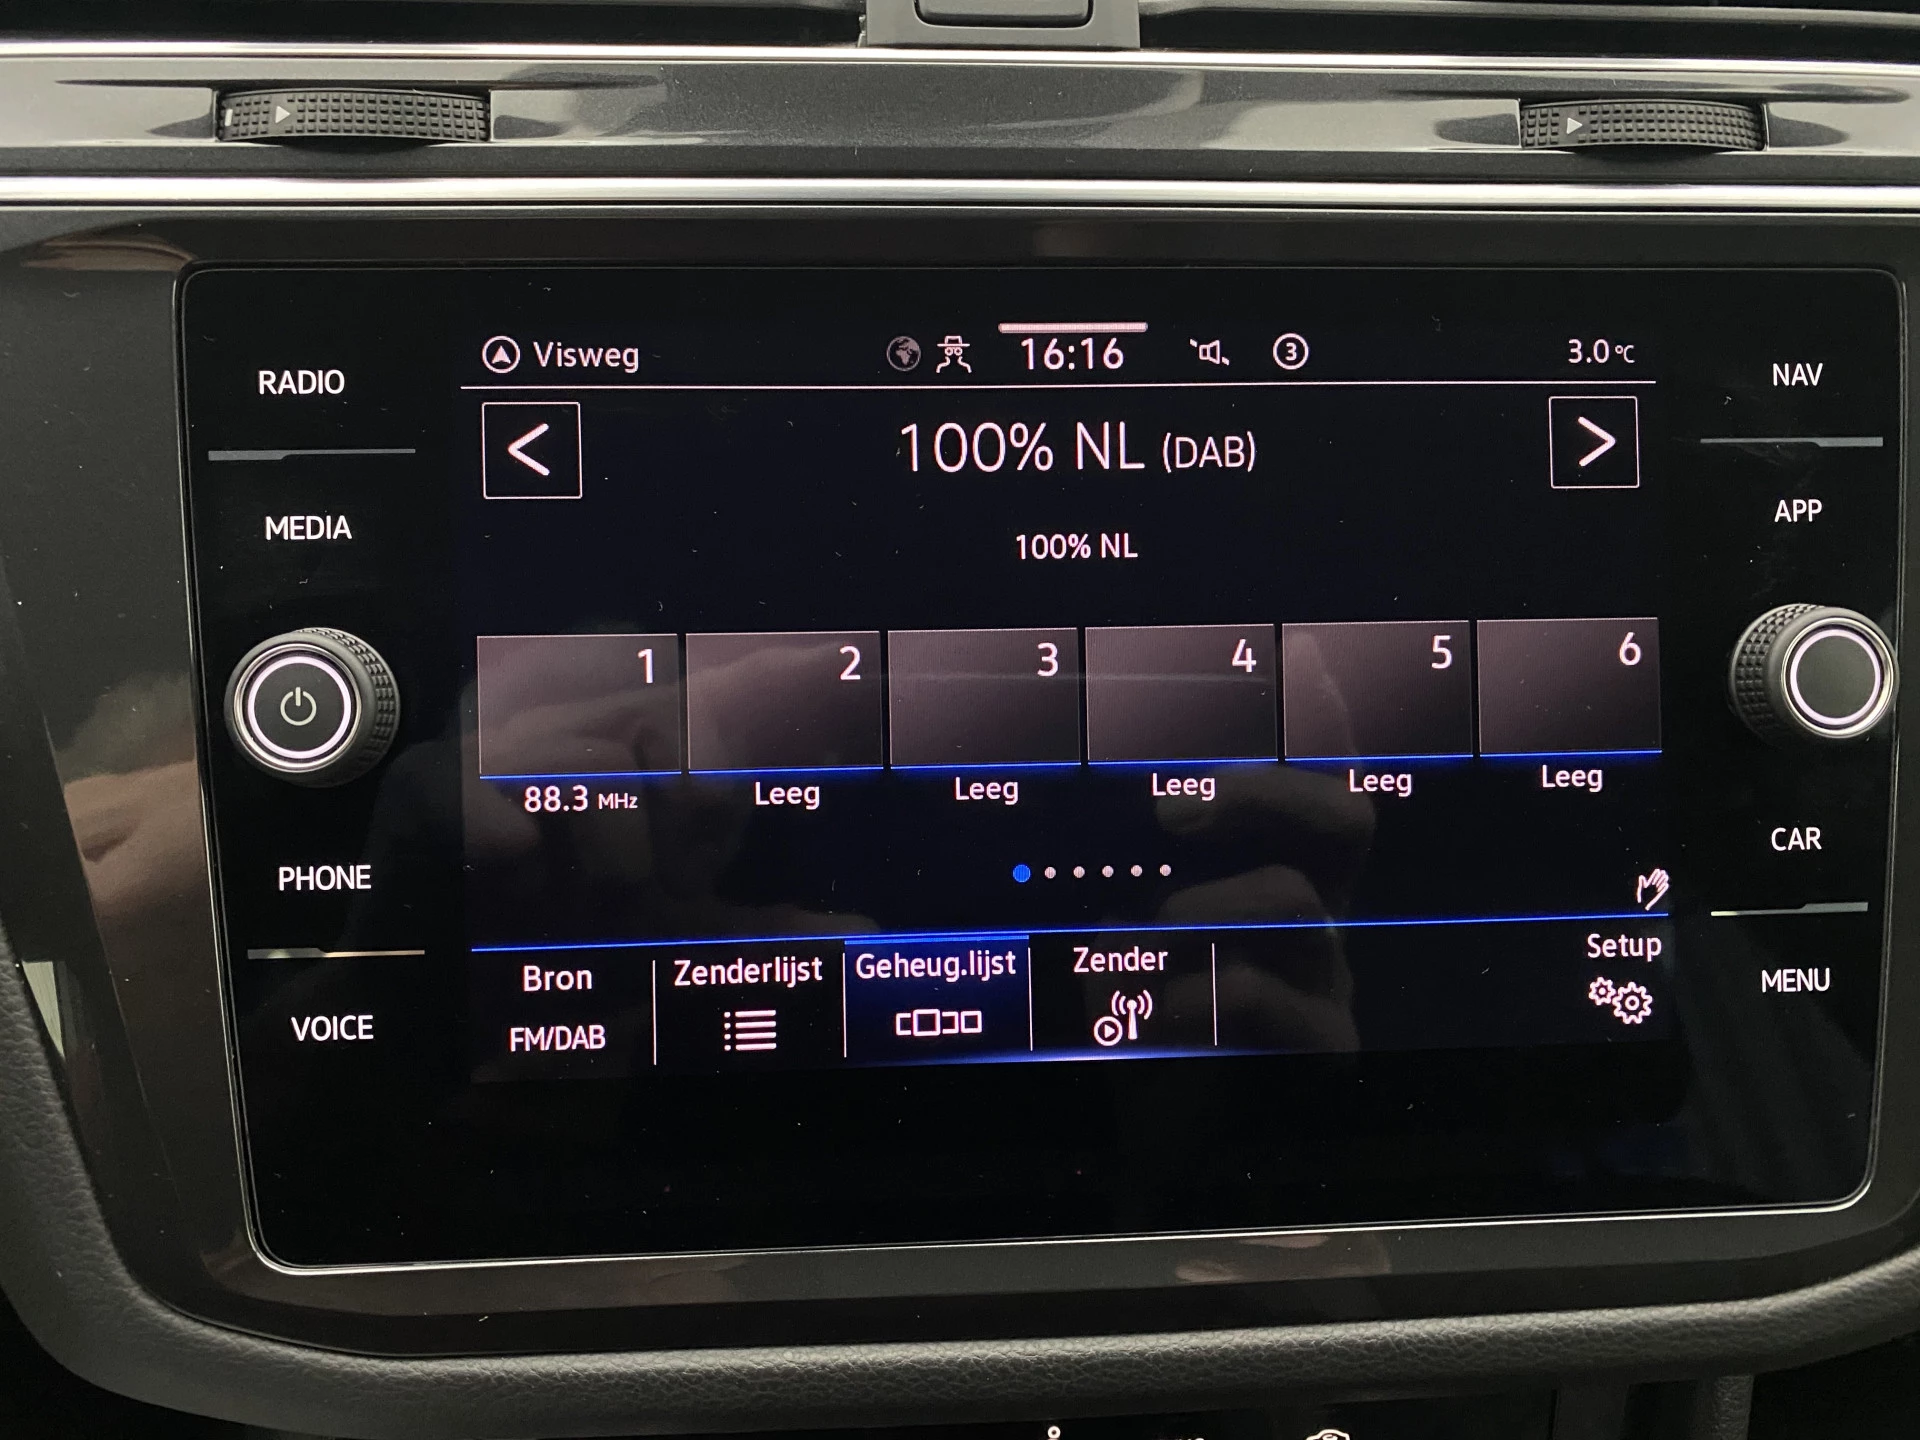 RADIO
MEDIA
PHONE
VOICE
Visweg
16:16
3
3.0 °C
<
100% NL (DAB)
>
100% NL
1
2
3
4
5
6
88.3 MHz
Leeg
Leeg
Leeg
Leeg
Leeg
Bron
FM/DAB
Zenderlijst
Geheug.lijst
Zender
Setup
NAV
APP
CAR
MENU